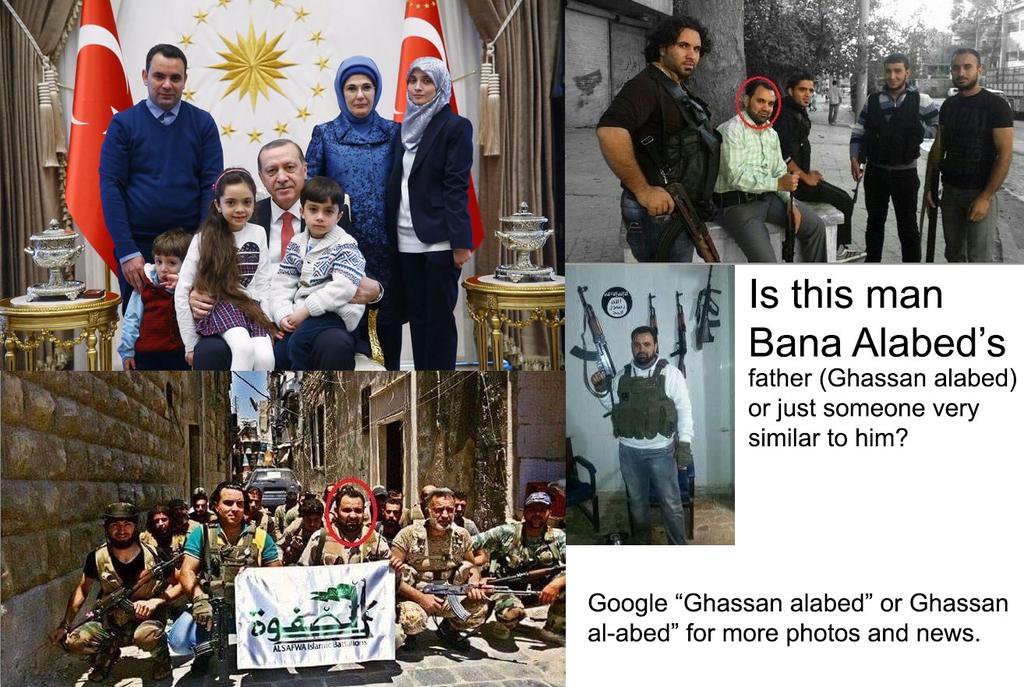 Is this man
Bana Alabed’s
father (Ghassan alabed)
or just someone very
similar to him?
الصفوة
ALSAFWA Islamic Battalions
Google “Ghassan alabed” or Ghassan
al-abed” for more photos and news.